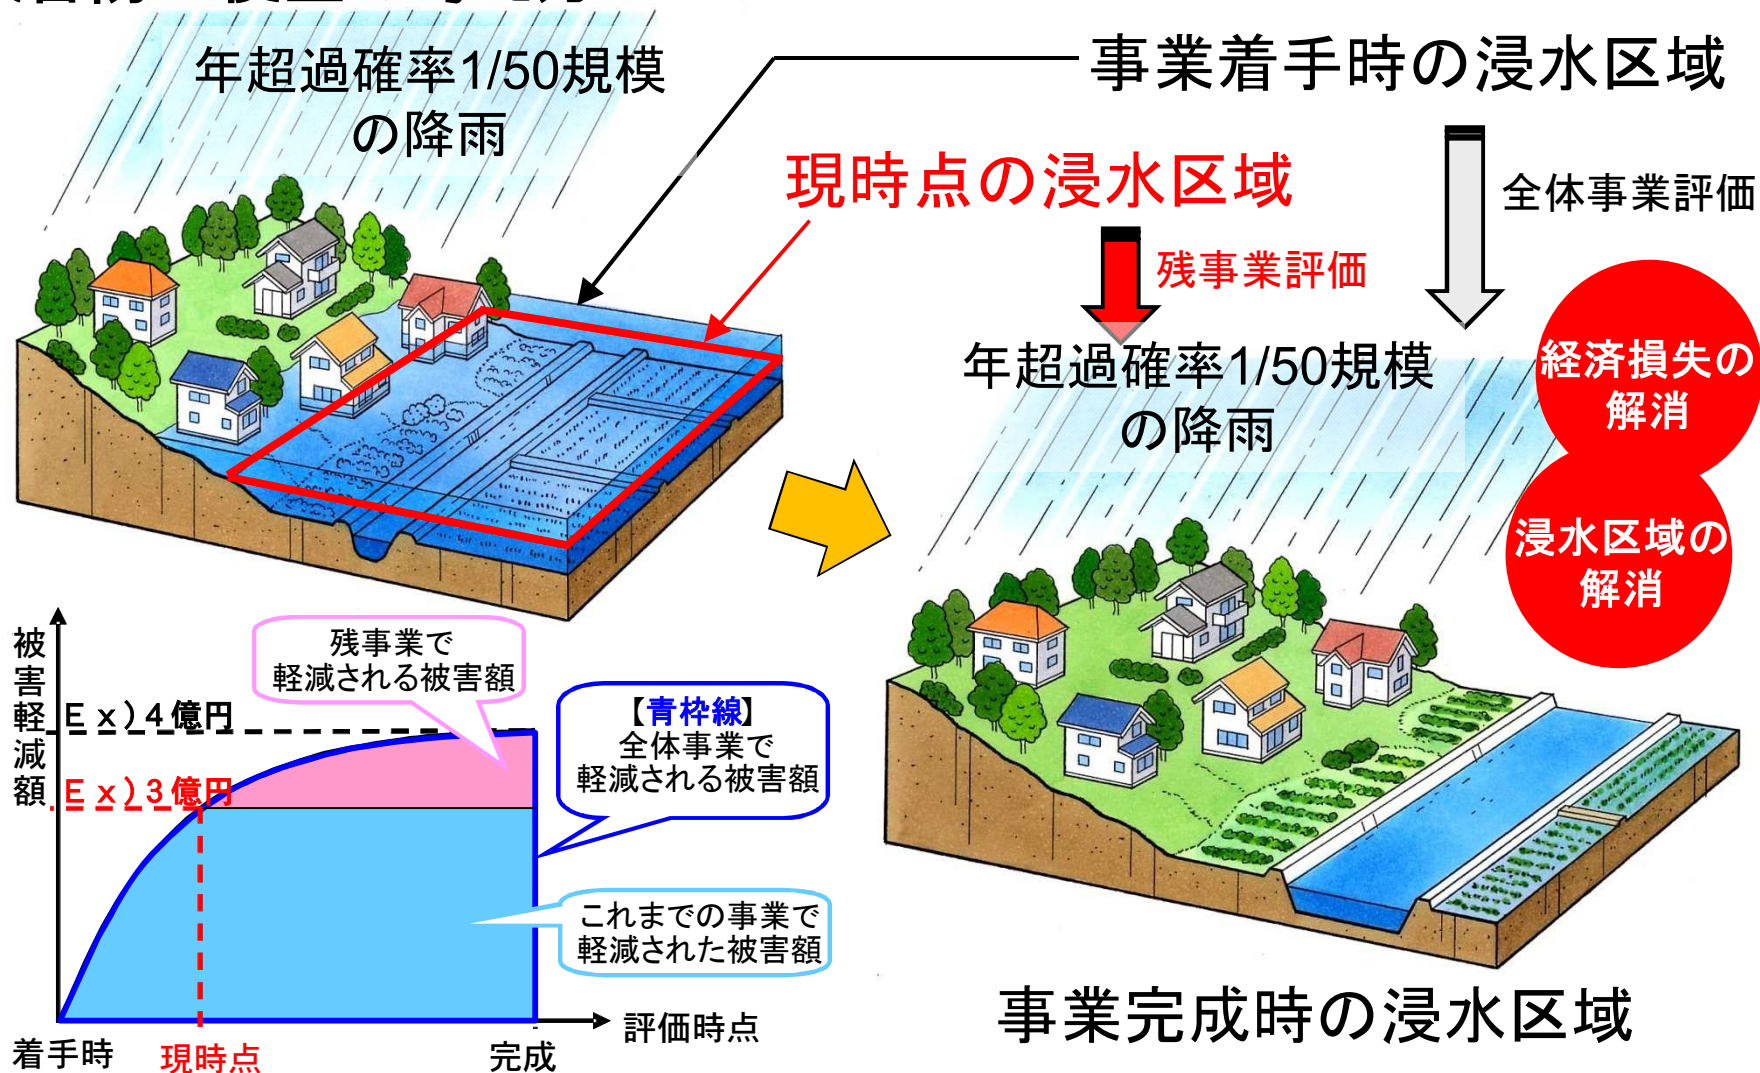 年超過確率1/50規模
の降雨
事業着手時の浸水区域
現時点の浸水区域
全体事業評価
残事業評価
年超過確率1/50規模
の降雨
経済損失の
解消
浸水区域の
解消
事業完成時の浸水区域
被害軽減額
Ｅｘ）４億円
Ｅｘ）３億円
残事業で
軽減される被害額
【青枠線】
全体事業で
軽減される被害額
これまでの事業で
軽減された被害額
評価時点
着手時
現時点
完成